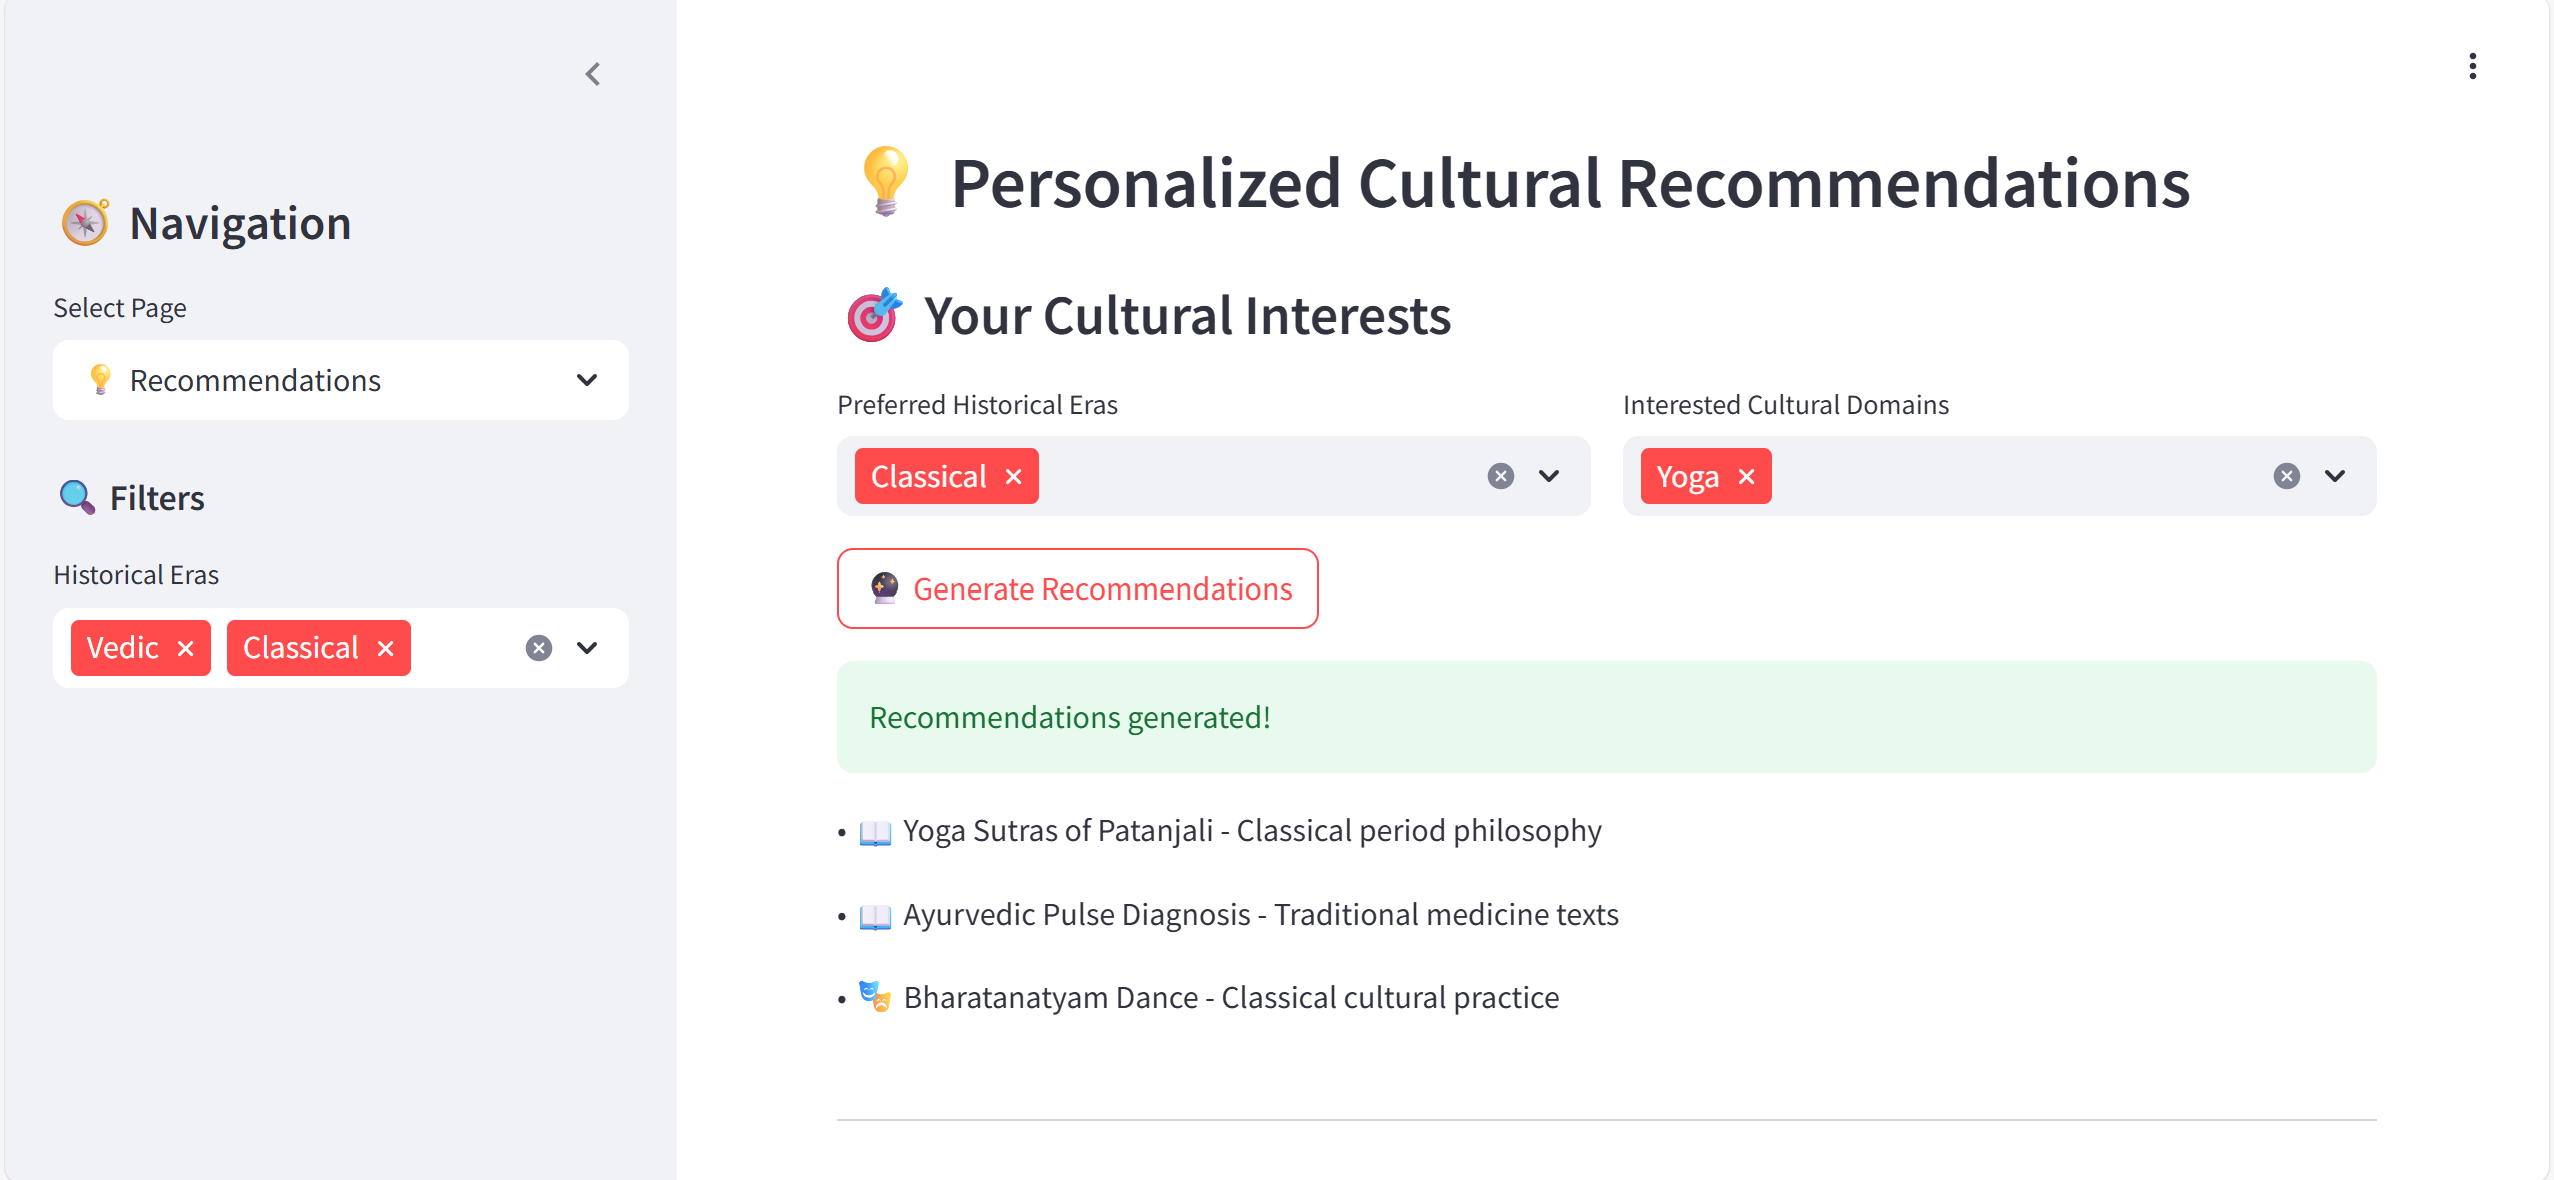 Navigation
Select Page
Recommendations
Filters
Historical Eras
Vedic Classical
Personalized Cultural Recommendations
Your Cultural Interests
Preferred Historical Eras
Classical
Interested Cultural Domains
Yoga
Generate Recommendations
Recommendations generated!
• Yoga Sutras of Patanjali - Classical period philosophy
• Ayurvedic Pulse Diagnosis - Traditional medicine texts
• Bharatanatyam Dance - Classical cultural practice